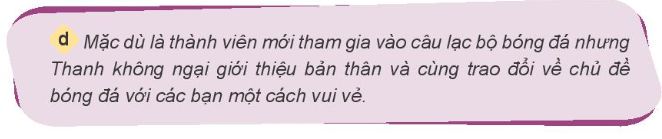 d Mặc dù là thành viên mới tham gia vào câu lạc bộ bóng đá nhưng
Thanh không ngại giới thiệu bản thân và cùng trao đổi về chủ đề
bóng đá với các bạn một cách vui vẻ.